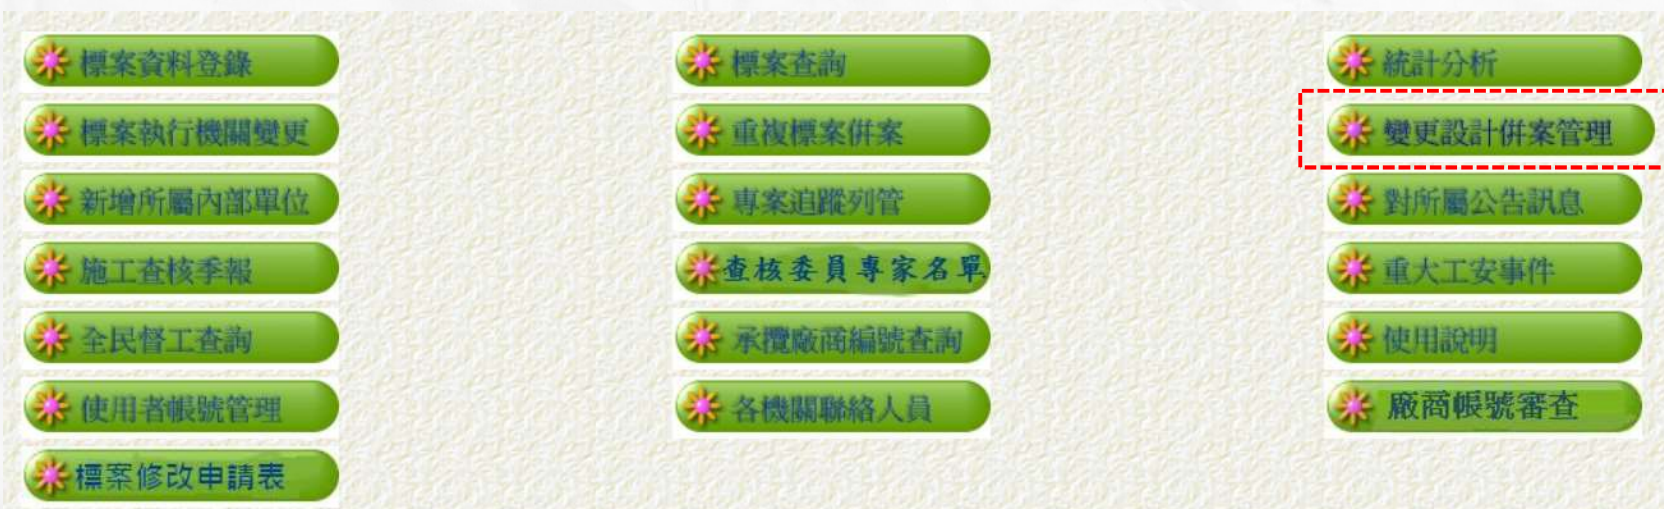 標案資料登錄
標案查詢
統計分析
標案執行機關變更
重複標案併案
變更設計併案管理
新增所屬內部單位
專案追蹤列管
對所屬公告訊息
施工查核季報
查核委員專家名單
重大工安事件
全民督工查詢
承攬廠商編號查詢
使用說明
使用者帳號管理
各機關聯絡人員
廠商帳號審查
標案修改申請表